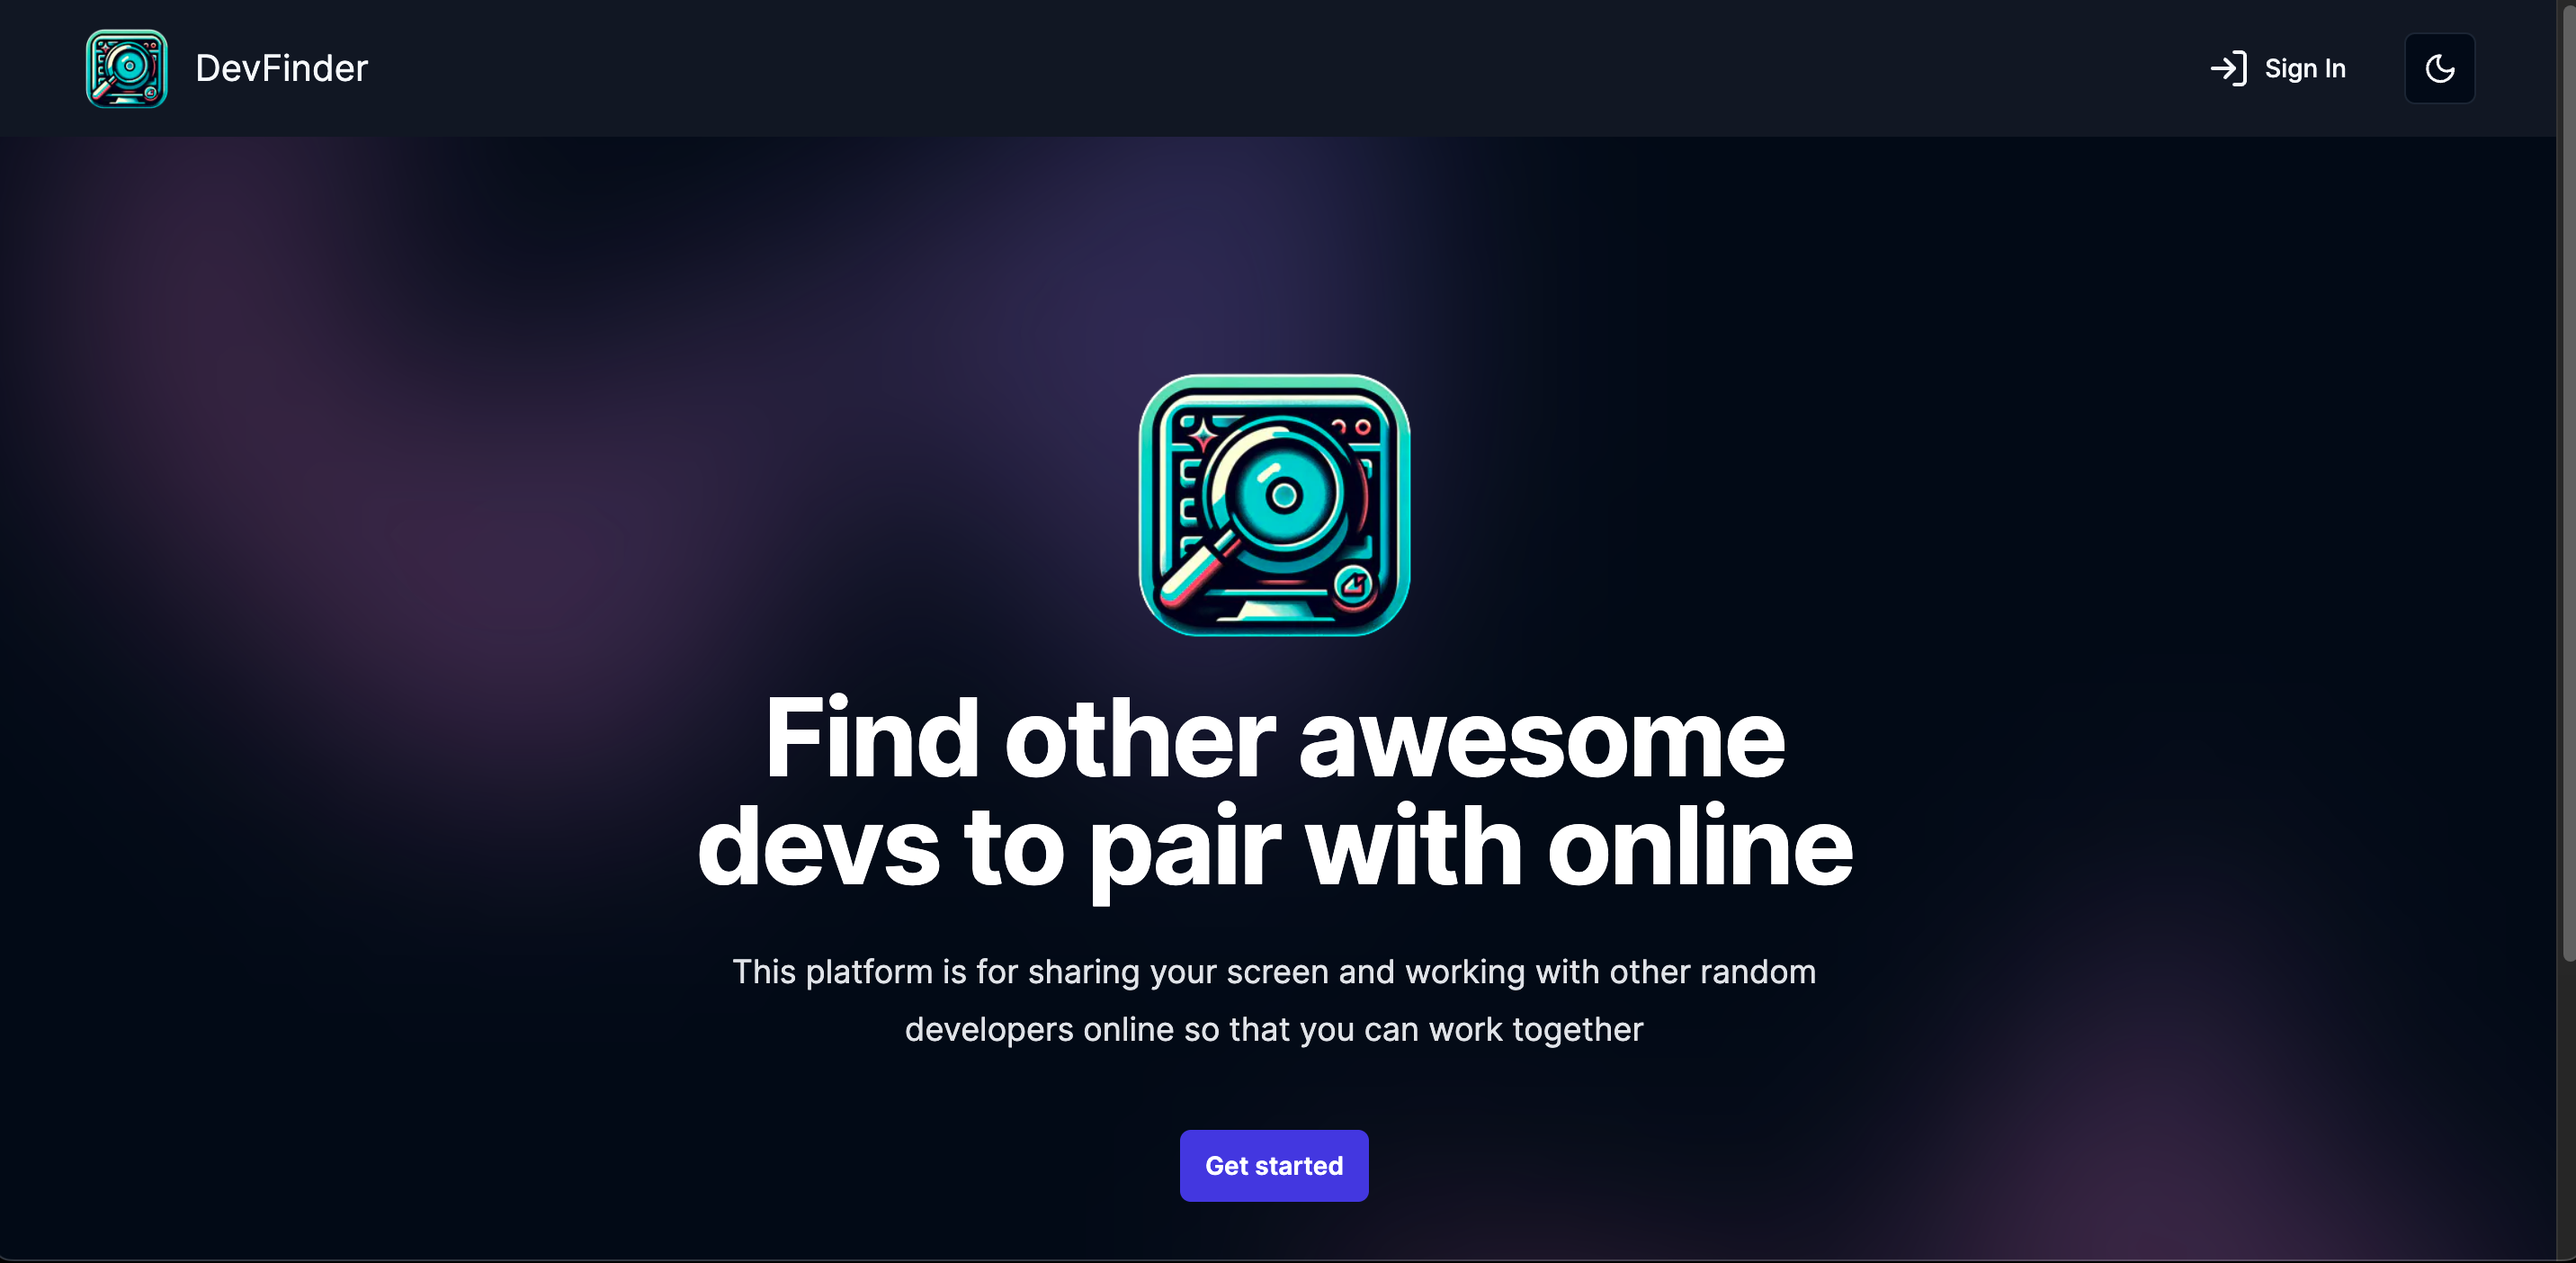 DevFinder
Sign In
Find other awesome
devs to pair with online
This platform is for sharing your screen and working with other random
developers online so that you can work together
Get started